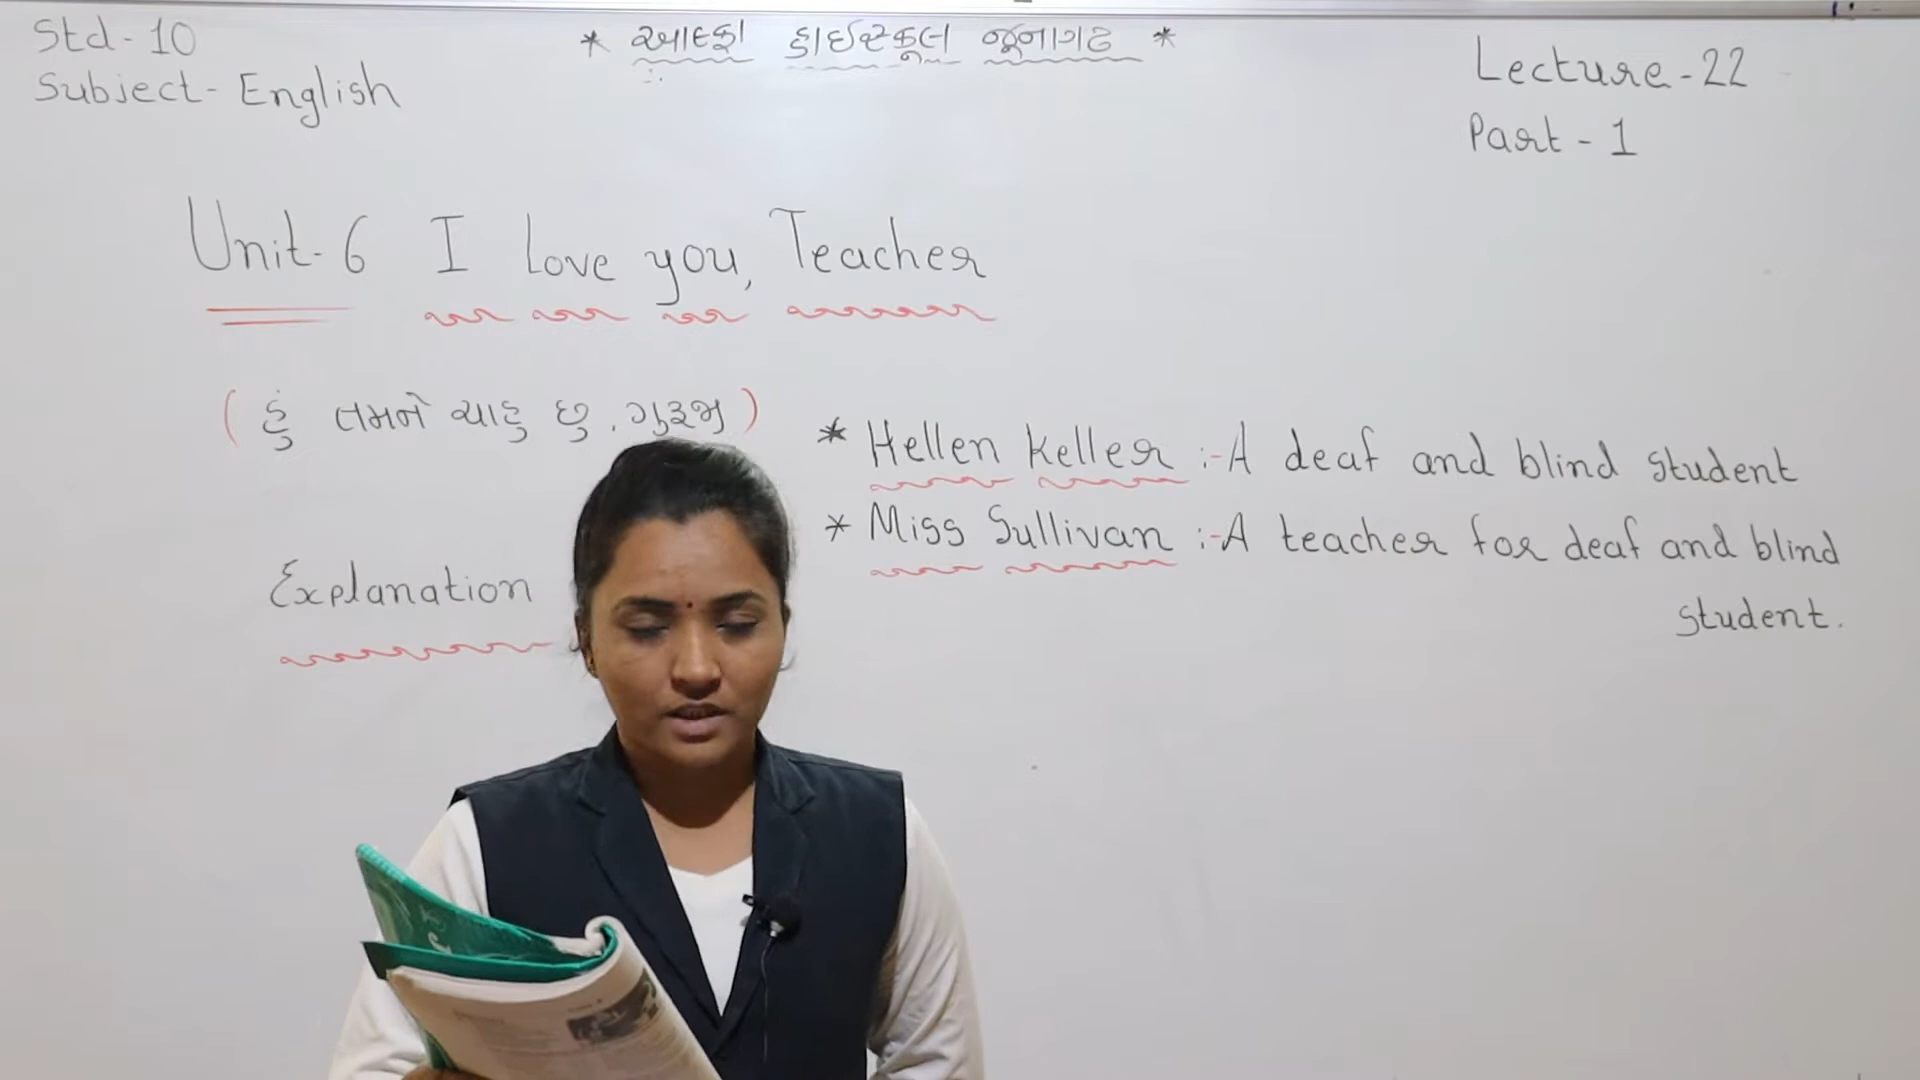 Std - 10
Subject - English
* આલ્ફા હાઈસ્કૂલ જૂનાગઢ *
Lecture - 22
Part - 1
Unit - 6 I Love you, Teacher
( હું તમને ચાહુ છુ, ગુરૂજી )
* Hellen Keller :- A deaf and blind student
* Miss Sullivan :- A teacher for deaf and blind
student.
Explanation